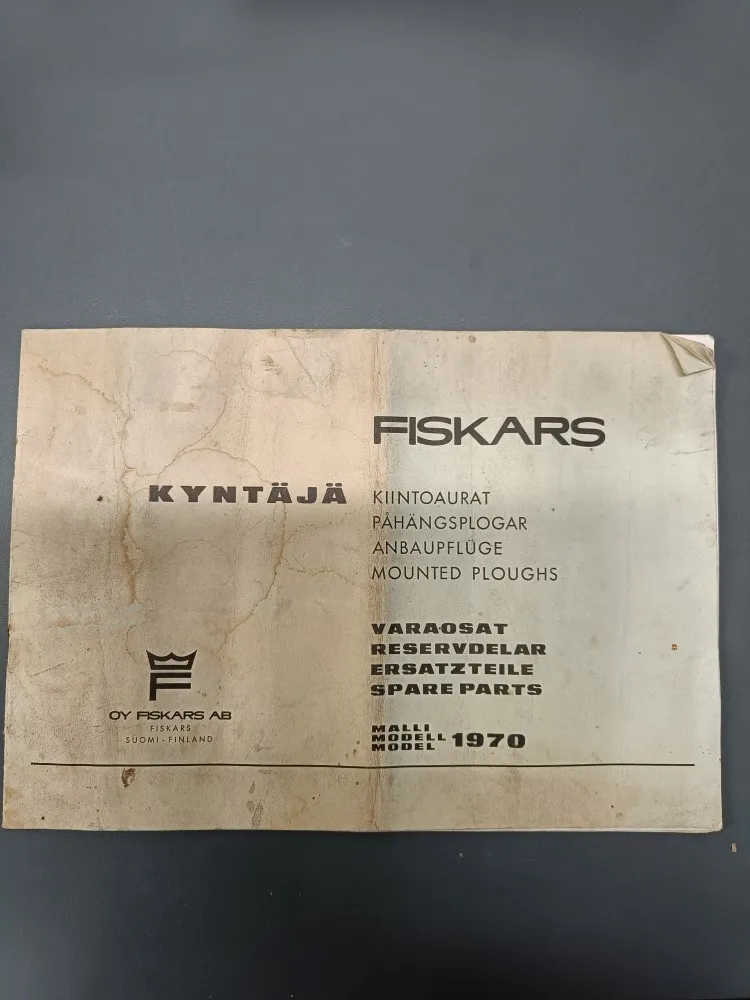 FISKARS
KYNTÄJÄ
KIINTOAURAT
PÅHÄNGSPLOGAR
ANBAUPFLÜGE
MOUNTED PLOUGHS
VARAOSAT
RESERVDELAR
ERSATZTEILE
SPARE PARTS
F
OY FISKARS AB
FISKARS
SUOMI-FINLAND
MALLI
MODELL
MODEL
1970